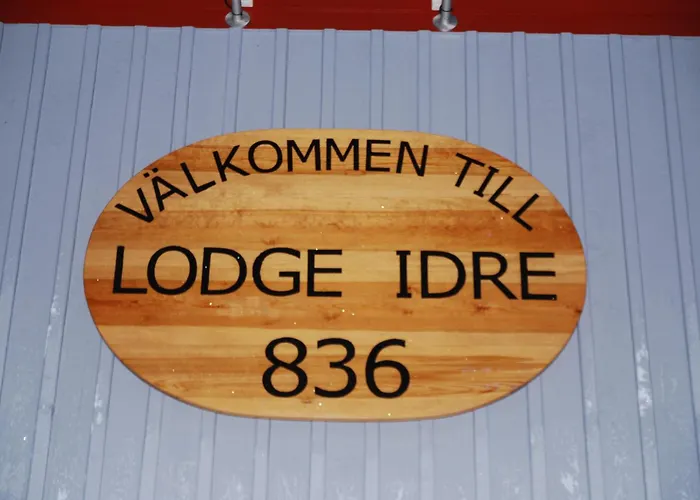 VÄLKOMMEN TILL
LODGE IDRE
836